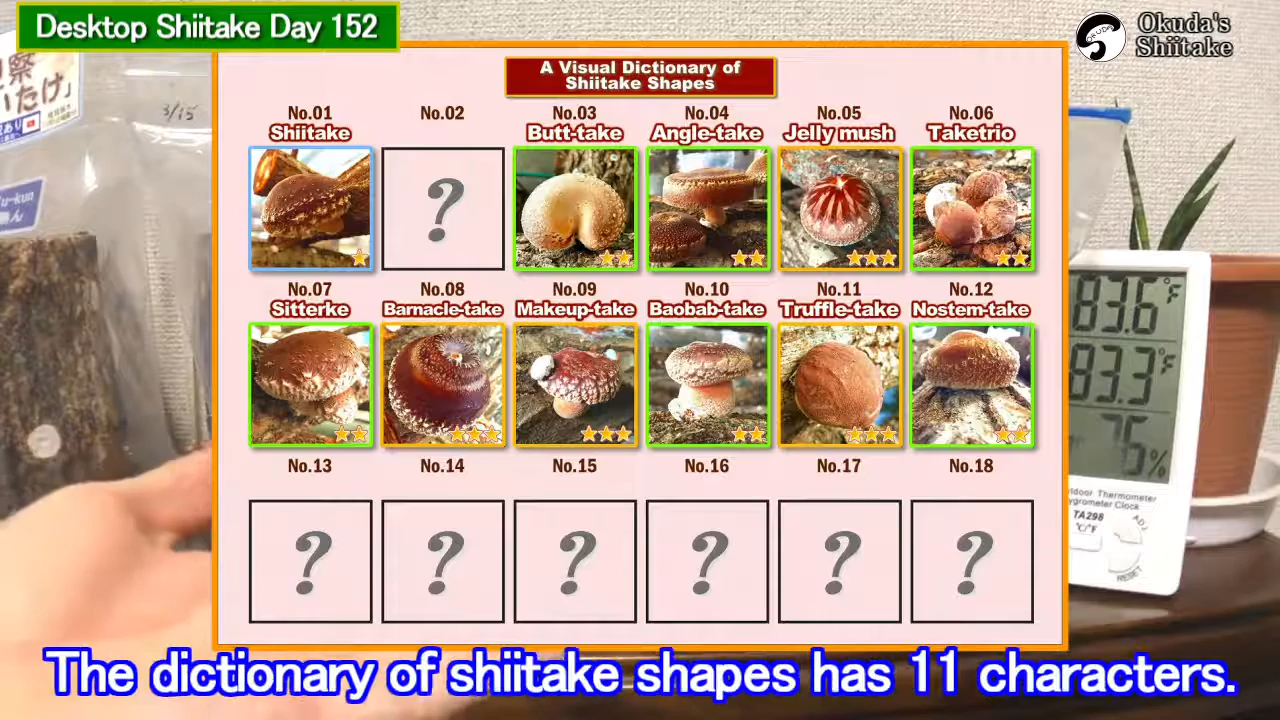 Desktop Shiitake Day 152
Okuda's
Shiitake
A Visual Dictionary of
Shiitake Shapes
No.01
No.02
No.03
No.04
No.05
No.06
Shiitake
Butt-take
Angle-take
Jelly mush
Taketrio
?
No.07
No.08
No.09
No.10
No.11
No.12
Sitterke
Barnacle-take
Makeup-take
Baobab-take
Truffle-take
Nostem-take
No.13
No.14
No.15
No.16
No.17
No.18
?
?
?
?
?
?
3/15
83.6°F
83.3°F
75%
TA298
°C/°F
ADJ
RESET
The dictionary of shiitake shapes has 11 characters.